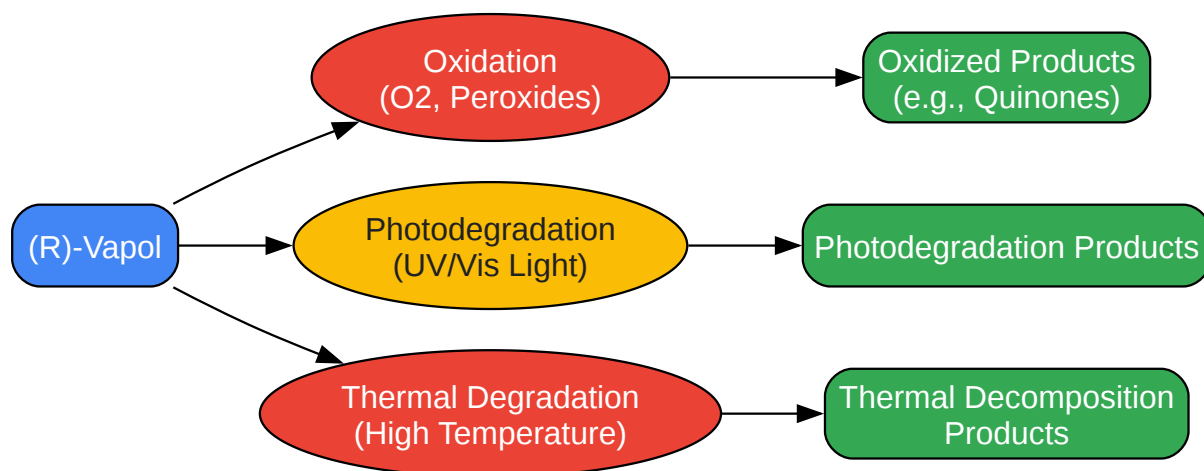 Oxidation
(O2, Peroxides)
Oxidized Products
(e.g., Quinones)
(R)-Vapol
Photodegradation
(UV/Vis Light)
Photodegradation Products
Thermal Degradation
(High Temperature)
Thermal Decomposition
Products